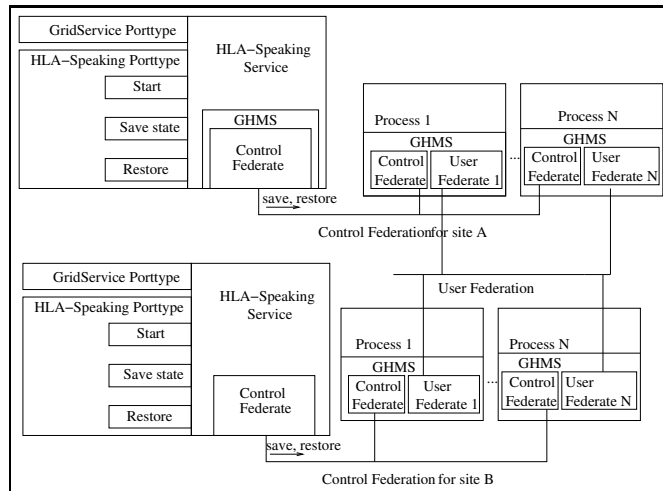 GridService Porttype
HLA−Speaking Porttype
Start
Save state
Restore
HLA−Speaking
Service
GHMS
Control
Federate
save, restore
Process 1
GHMS
Control
Federate
User
Federate 1
...
Process N
GHMS
Control
Federate
User
Federate N
Control Federation for site A
User Federation
GridService Porttype
HLA−Speaking Porttype
Start
Save state
Restore
HLA−Speaking
Service
Control
Federate
save, restore
Process 1
GHMS
Control
Federate
User
Federate 1
...
Process N
GHMS
Control
Federate
User
Federate N
Control Federation for site B